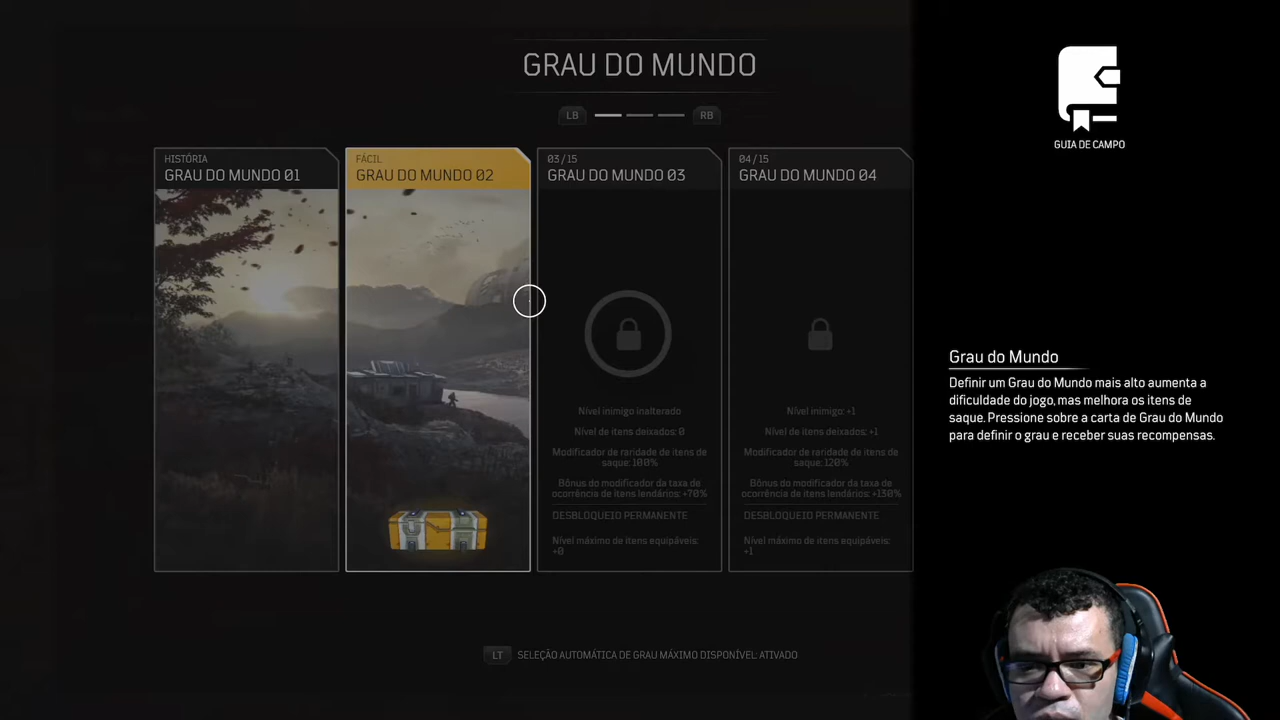 GRAU DO MUNDO
LB
RB
HISTÓRIA
GRAU DO MUNDO 01
FÁCIL
GRAU DO MUNDO 02
03/15
GRAU DO MUNDO 03
Nível inimigo inalterado
Nível de itens deixados: 0
Modificador de raridade de itens de
saque: 100%
Bônus do modificador da taxa de
ocorrência de itens lendários: +70%
DESBLOQUEIO PERMANENTE
Nível máximo de itens equipáveis:
+0
04/15
GRAU DO MUNDO 04
Nível inimigo: +1
Nível de itens deixados: +1
Modificador de raridade de itens de
saque: 120%
Bônus do modificador da taxa de
ocorrência de itens lendários: +130%
DESBLOQUEIO PERMANENTE
Nível máximo de itens equipáveis:
+1
LT
SELEÇÃO AUTOMÁTICA DE GRAU MÁXIMO DISPONÍVEL: ATIVADO
GUIA DE CAMPO
Grau do Mundo
Definir um Grau do Mundo mais alto aumenta a
dificuldade do jogo, mas melhora os itens de
saque. Pressione sobre a carta de Grau do Mundo
para definir o grau e receber suas recompensas.